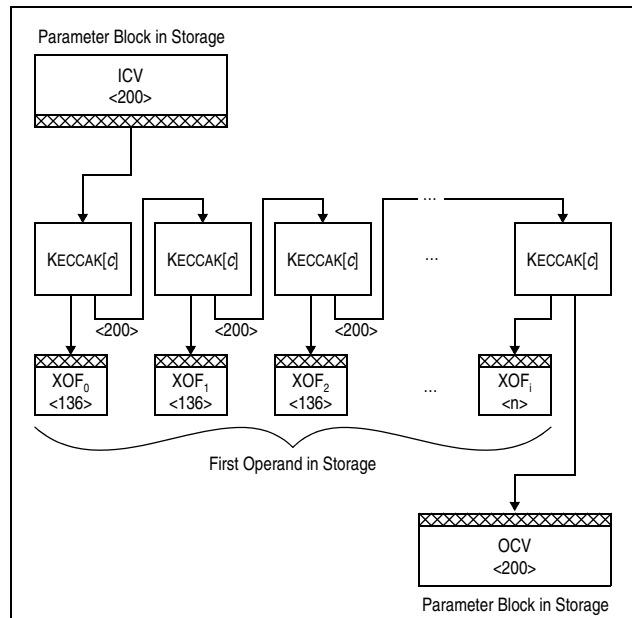 Parameter Block in Storage
ICV
<200>
...
KECCAK[c] KECCAK[c] KECCAK[c] ... KECCAK[c]
<200> <200> <200>
XOF0 XOF1 XOF2 ... XOFi
<136> <136> <136> <n>
First Operand in Storage
OCV
<200>
Parameter Block in Storage